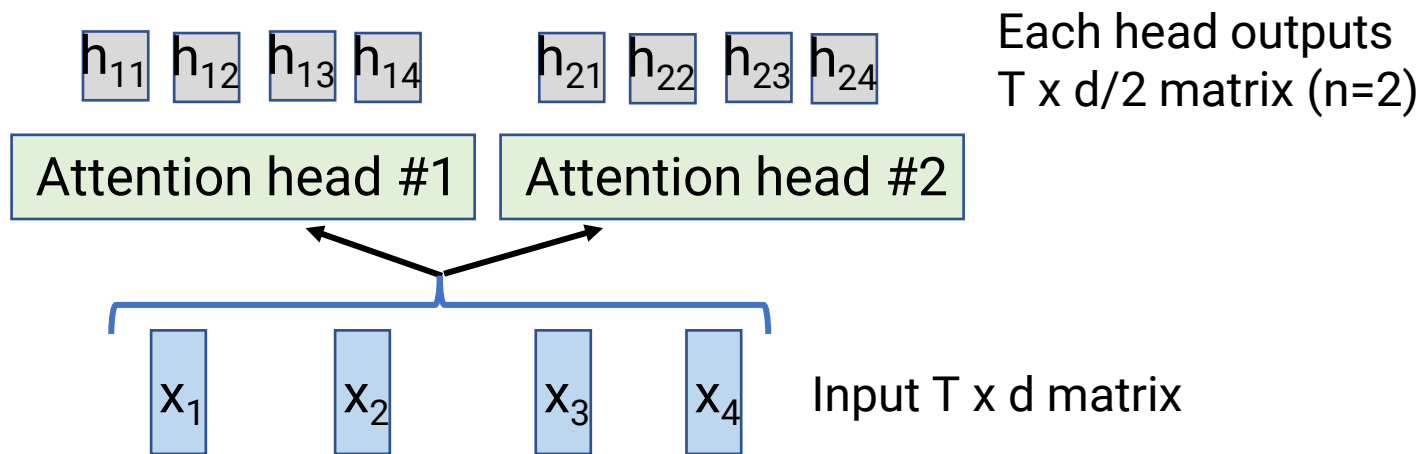 h11 h12 h13 h14 h21 h22 h23 h24
Each head outputs
T x d/2 matrix (n=2)
Attention head #1 Attention head #2
x1 x2 x3 x4
Input T x d matrix